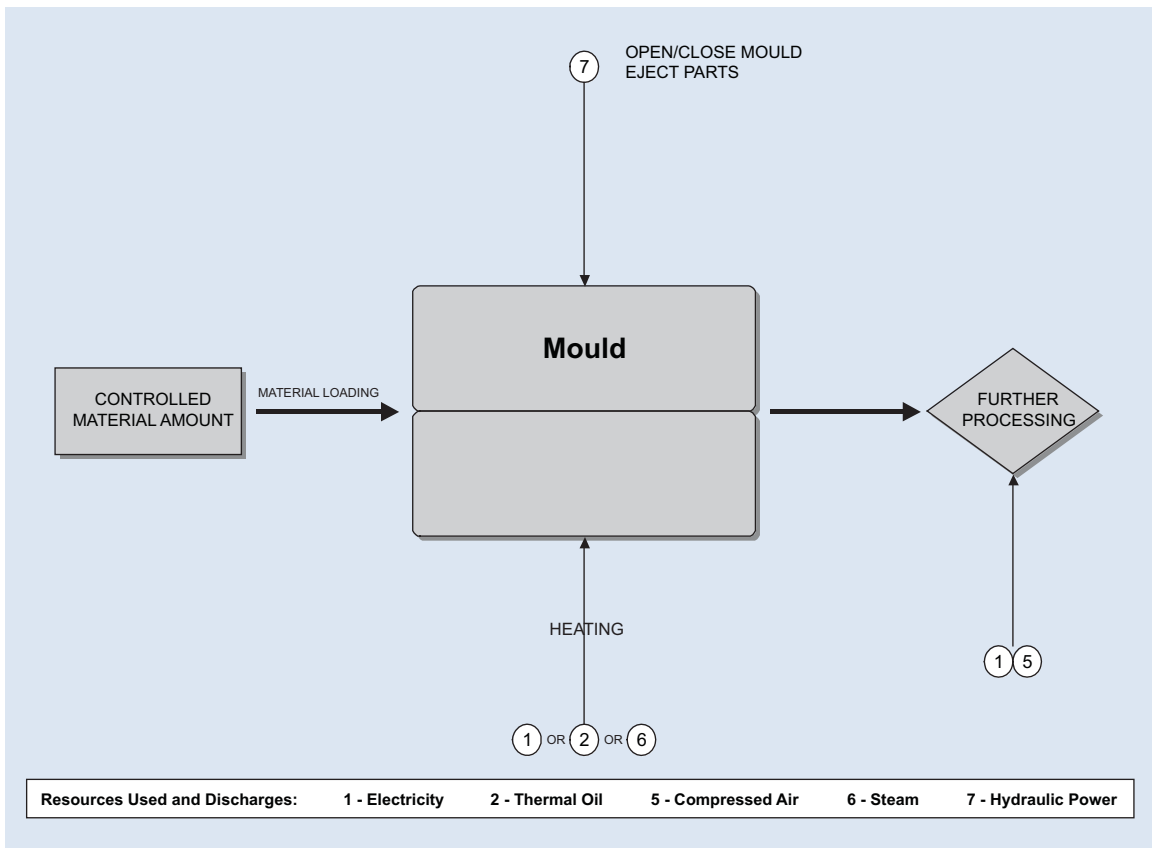 7
OPEN/CLOSE MOULD
EJECT PARTS
Mould
CONTROLLED
MATERIAL AMOUNT
MATERIAL LOADING
FURTHER
PROCESSING
HEATING
1 5
1 OR 2 OR 6
Resources Used and Discharges: 1 - Electricity 2 - Thermal Oil 5 - Compressed Air 6 - Steam 7 - Hydraulic Power